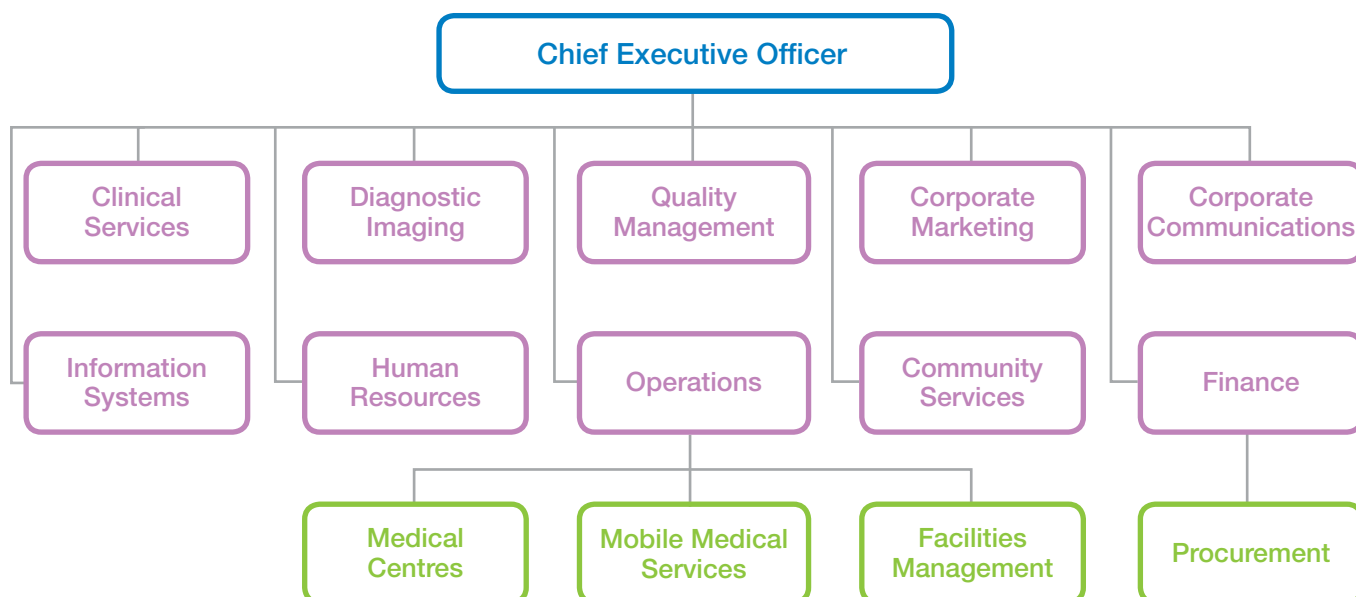 Chief Executive Officer
Clinical
Services
Diagnostic
Imaging
Quality
Management
Corporate
Marketing
Corporate
Communications
Information
Systems
Human
Resources
Operations
Community
Services
Finance
Medical
Centres
Mobile Medical
Services
Facilities
Management
Procurement